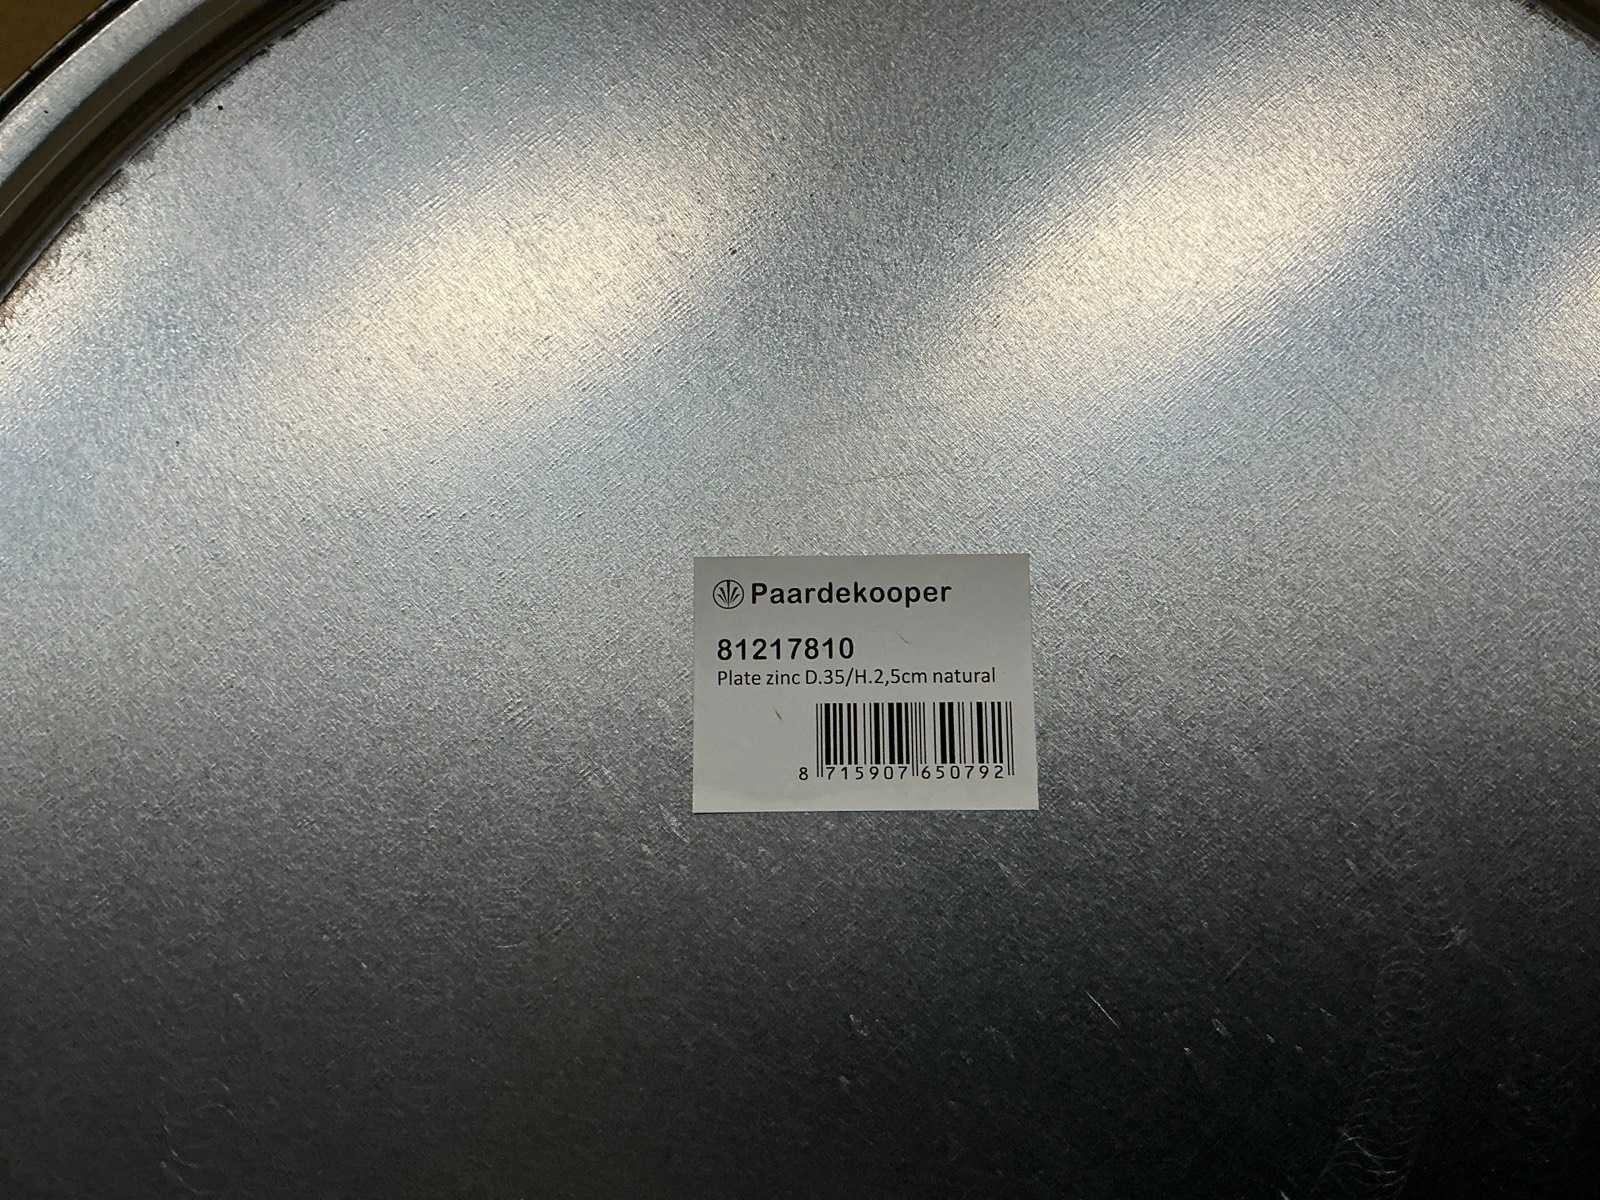 Paardekooper
81217810
Plate zinc D.35/H.2,5cm natural
8 715907 650792